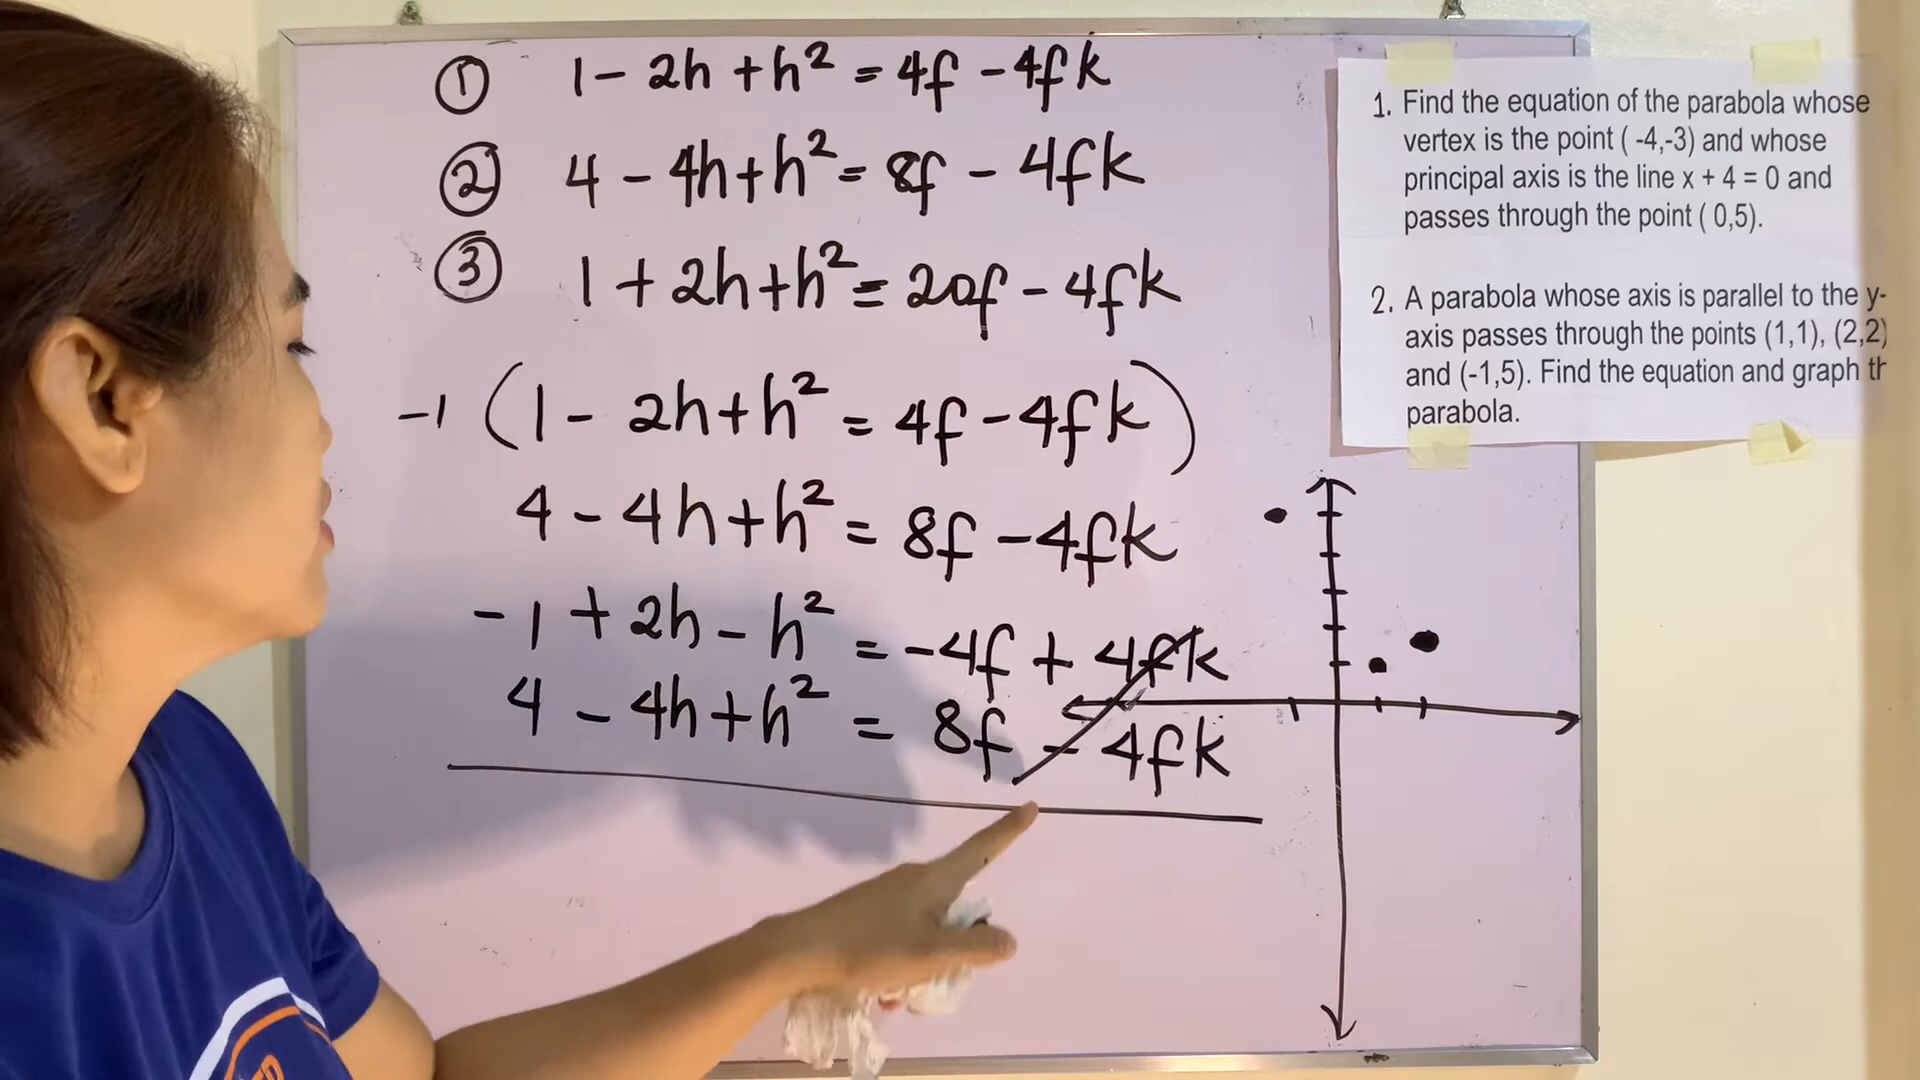 ① 1 - 2h + h² = 4f - 4fk
② 4 - 4h + h² = 8f - 4fk
③ 1 + 2h + h² = 20f - 4fk
-1 (1 - 2h + h² = 4f - 4fk)
4 - 4h + h² = 8f - 4fk
-1 + 2h - h² = -4f + 4fk
4 - 4h + h² = 8f - 4fk
1. Find the equation of the parabola whose
vertex is the point ( -4,-3) and whose
principal axis is the line x + 4 = 0 and
passes through the point ( 0,5).
2. A parabola whose axis is parallel to the y-
axis passes through the points (1,1), (2,2)
and (-1,5). Find the equation and graph th
parabola.